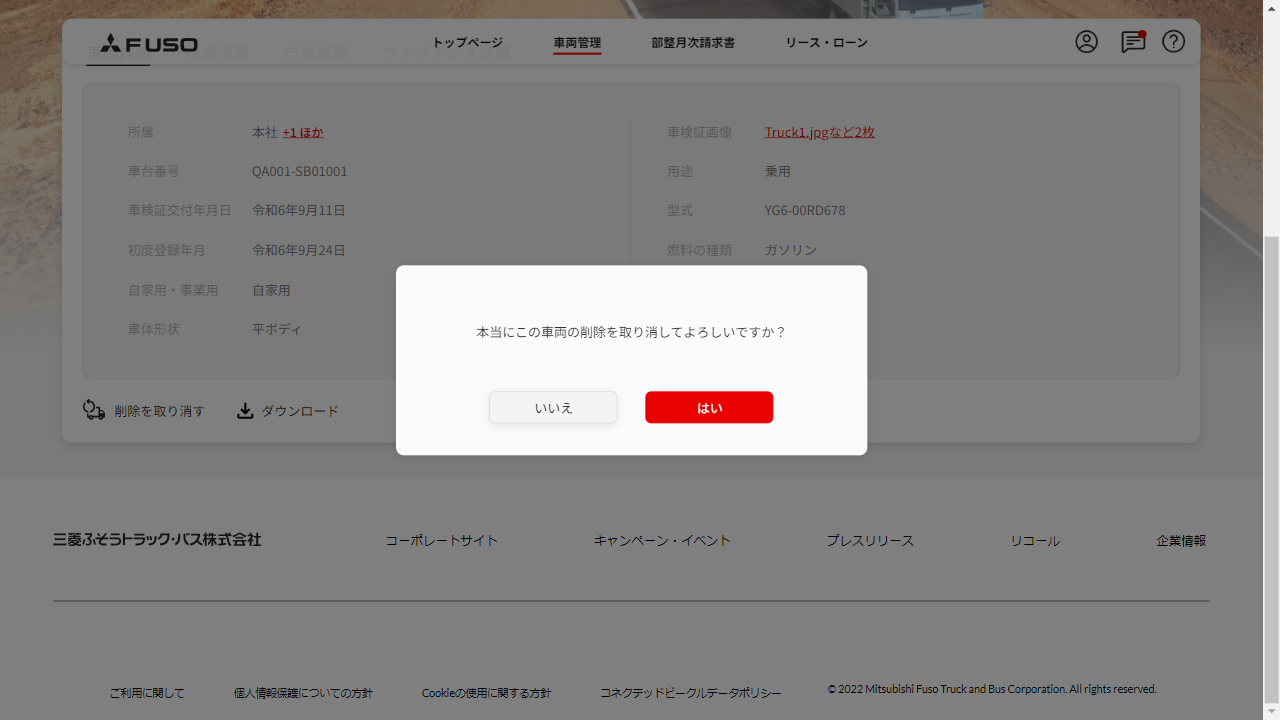 FUSO
トップページ
車両管理
部整月次請求書
リース・ローン
所属
本社 +1 ほか
車検証画像
Truck1.jpgなど2枚
車台番号
QA001-SB01001
用途
乗用
車検証交付年月日
令和6年9月11日
型式
YG6-00RD678
初度登録年月
令和6年9月24日
燃料の種類
ガソリン
自家用・事業用
自家用
車体形状
平ボディ
本当にこの車両の削除を取り消してよろしいですか？
いいえ
はい
削除を取り消す
ダウンロード
三菱ふそうトラック・バス株式会社
コーポレートサイト
キャンペーン・イベント
プレスリリース
リコール
企業情報
ご利用に関して
個人情報保護についての方針
Cookieの使用に関する方針
コネクテッドビークルデータポリシー
© 2022 Mitsubishi Fuso Truck and Bus Corporation. All rights reserved.